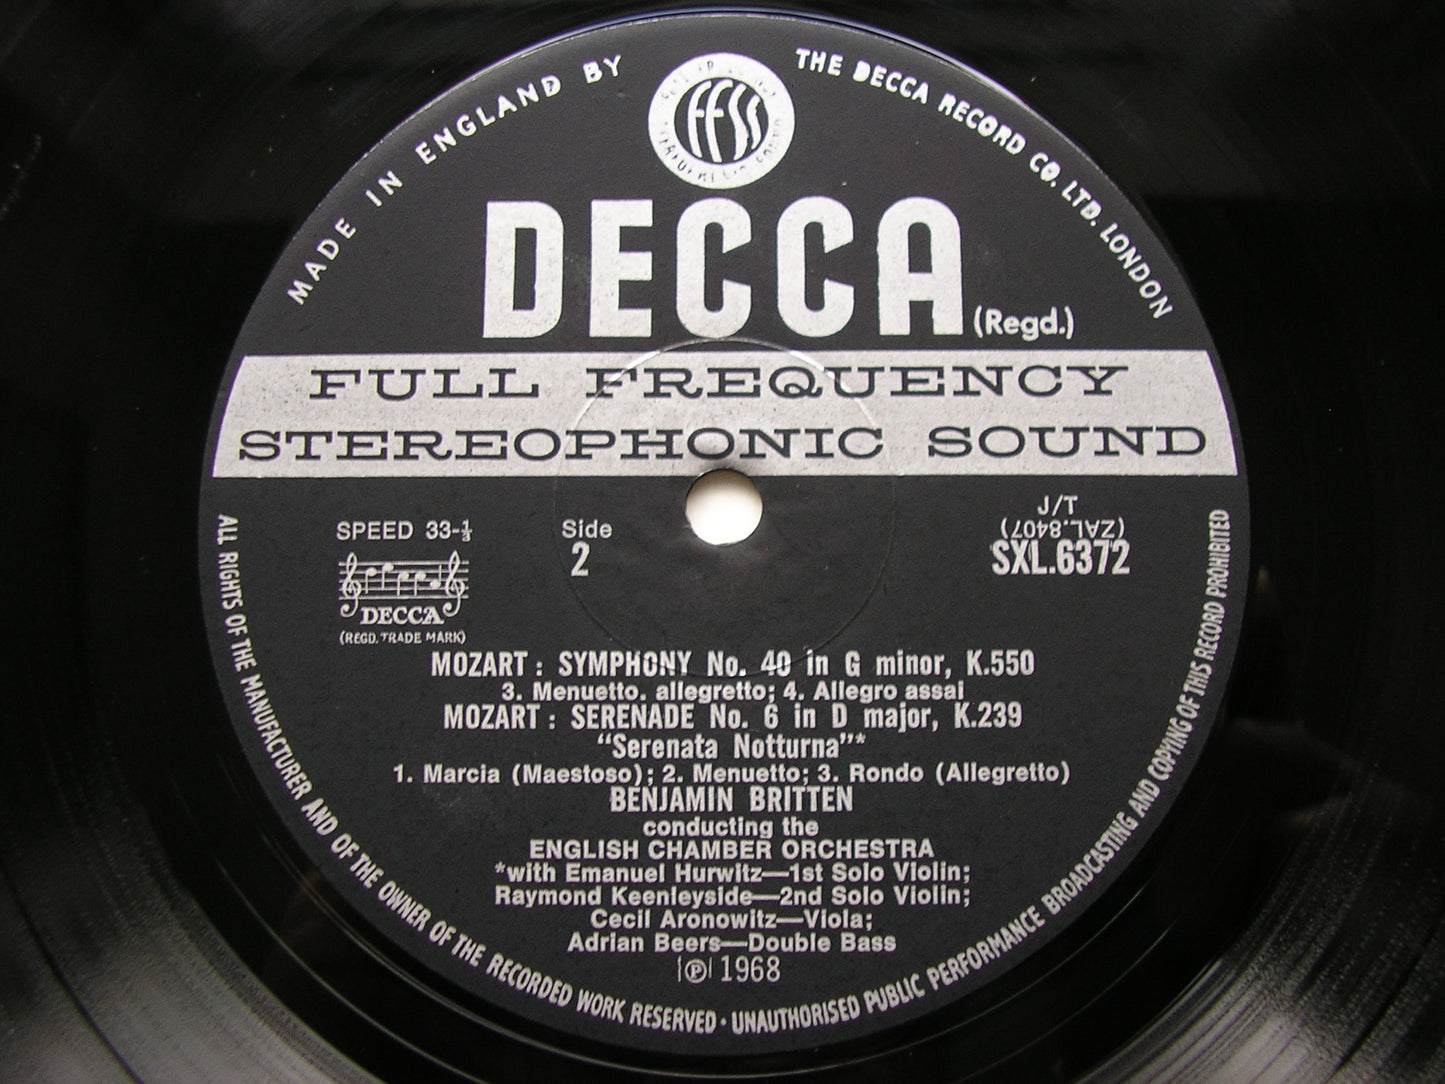 MADE IN ENGLAND BY
THE DECCA RECORD CO. LTD. LONDON
FFSS
DECCA
(Regd.)
FULL FREQUENCY
STEREOPHONIC SOUND
SPEED 33-⅓
Side
2
DECCA
(REGD. TRADE MARK)
J/T
(ZAL.8407)
SXL.6372
MOZART : SYMPHONY No. 40 in G minor, K.550
3. Menuetto. allegretto; 4. Allegro assai
MOZART : SERENADE No. 6 in D major, K.239
“Serenata Notturna”*
1. Marcia (Maestoso); 2. Menuetto; 3. Rondo (Allegretto)
BENJAMIN BRITTEN
conducting the
ENGLISH CHAMBER ORCHESTRA
*with Emanuel Hurwitz—1st Solo Violin;
Raymond Keenleyside—2nd Solo Violin;
Cecil Aronowitz—Viola;
Adrian Beers—Double Bass
℗ 1968
ALL RIGHTS OF THE MANUFACTURER AND OF THE OWNER OF THE RECORDED WORK RESERVED · UNAUTHORISED PUBLIC PERFORMANCE BROADCASTING AND COPYING OF THIS RECORD PROHIBITED